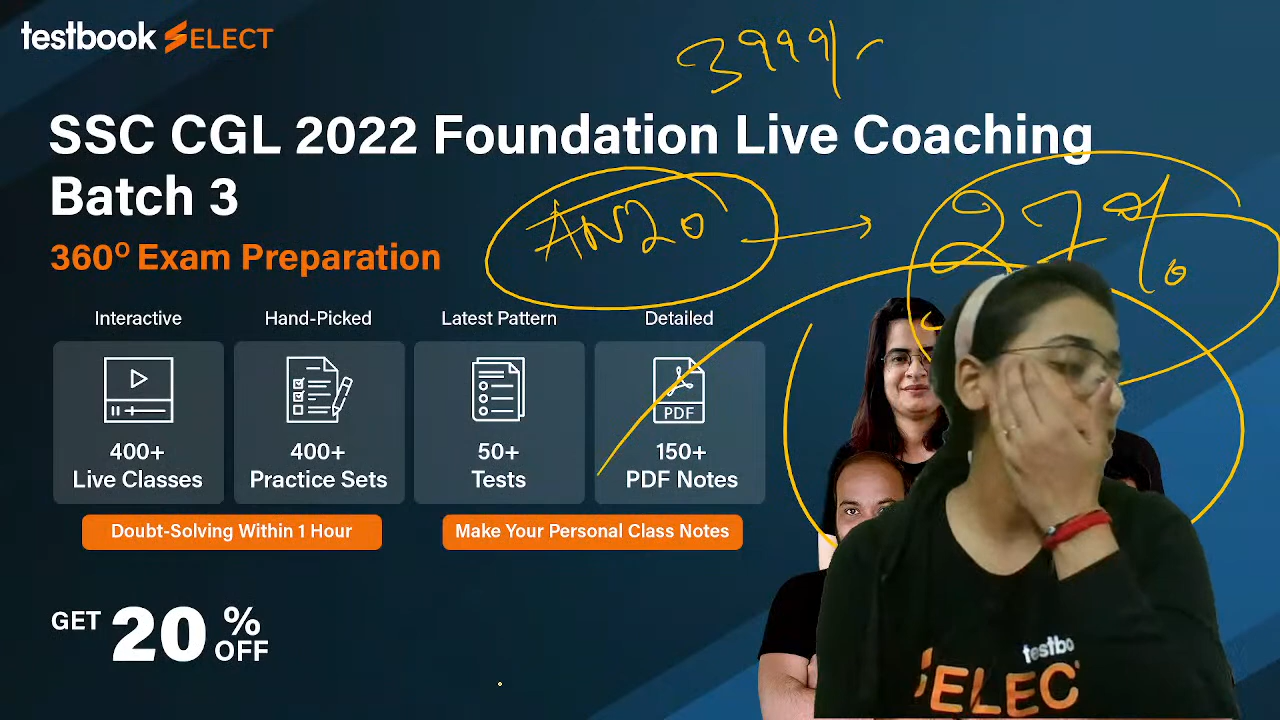 testbook SELECT
3999/-
SSC CGL 2022 Foundation Live Coaching
Batch 3
AN20 → 27%
360⁰ Exam Preparation
Interactive Hand-Picked Latest Pattern Detailed
PDF
400+ 400+ 50+ 150+
Live Classes Practice Sets Tests PDF Notes
Doubt-Solving Within 1 Hour Make Your Personal Class Notes
GET 20 % OFF
testbo
SELEC